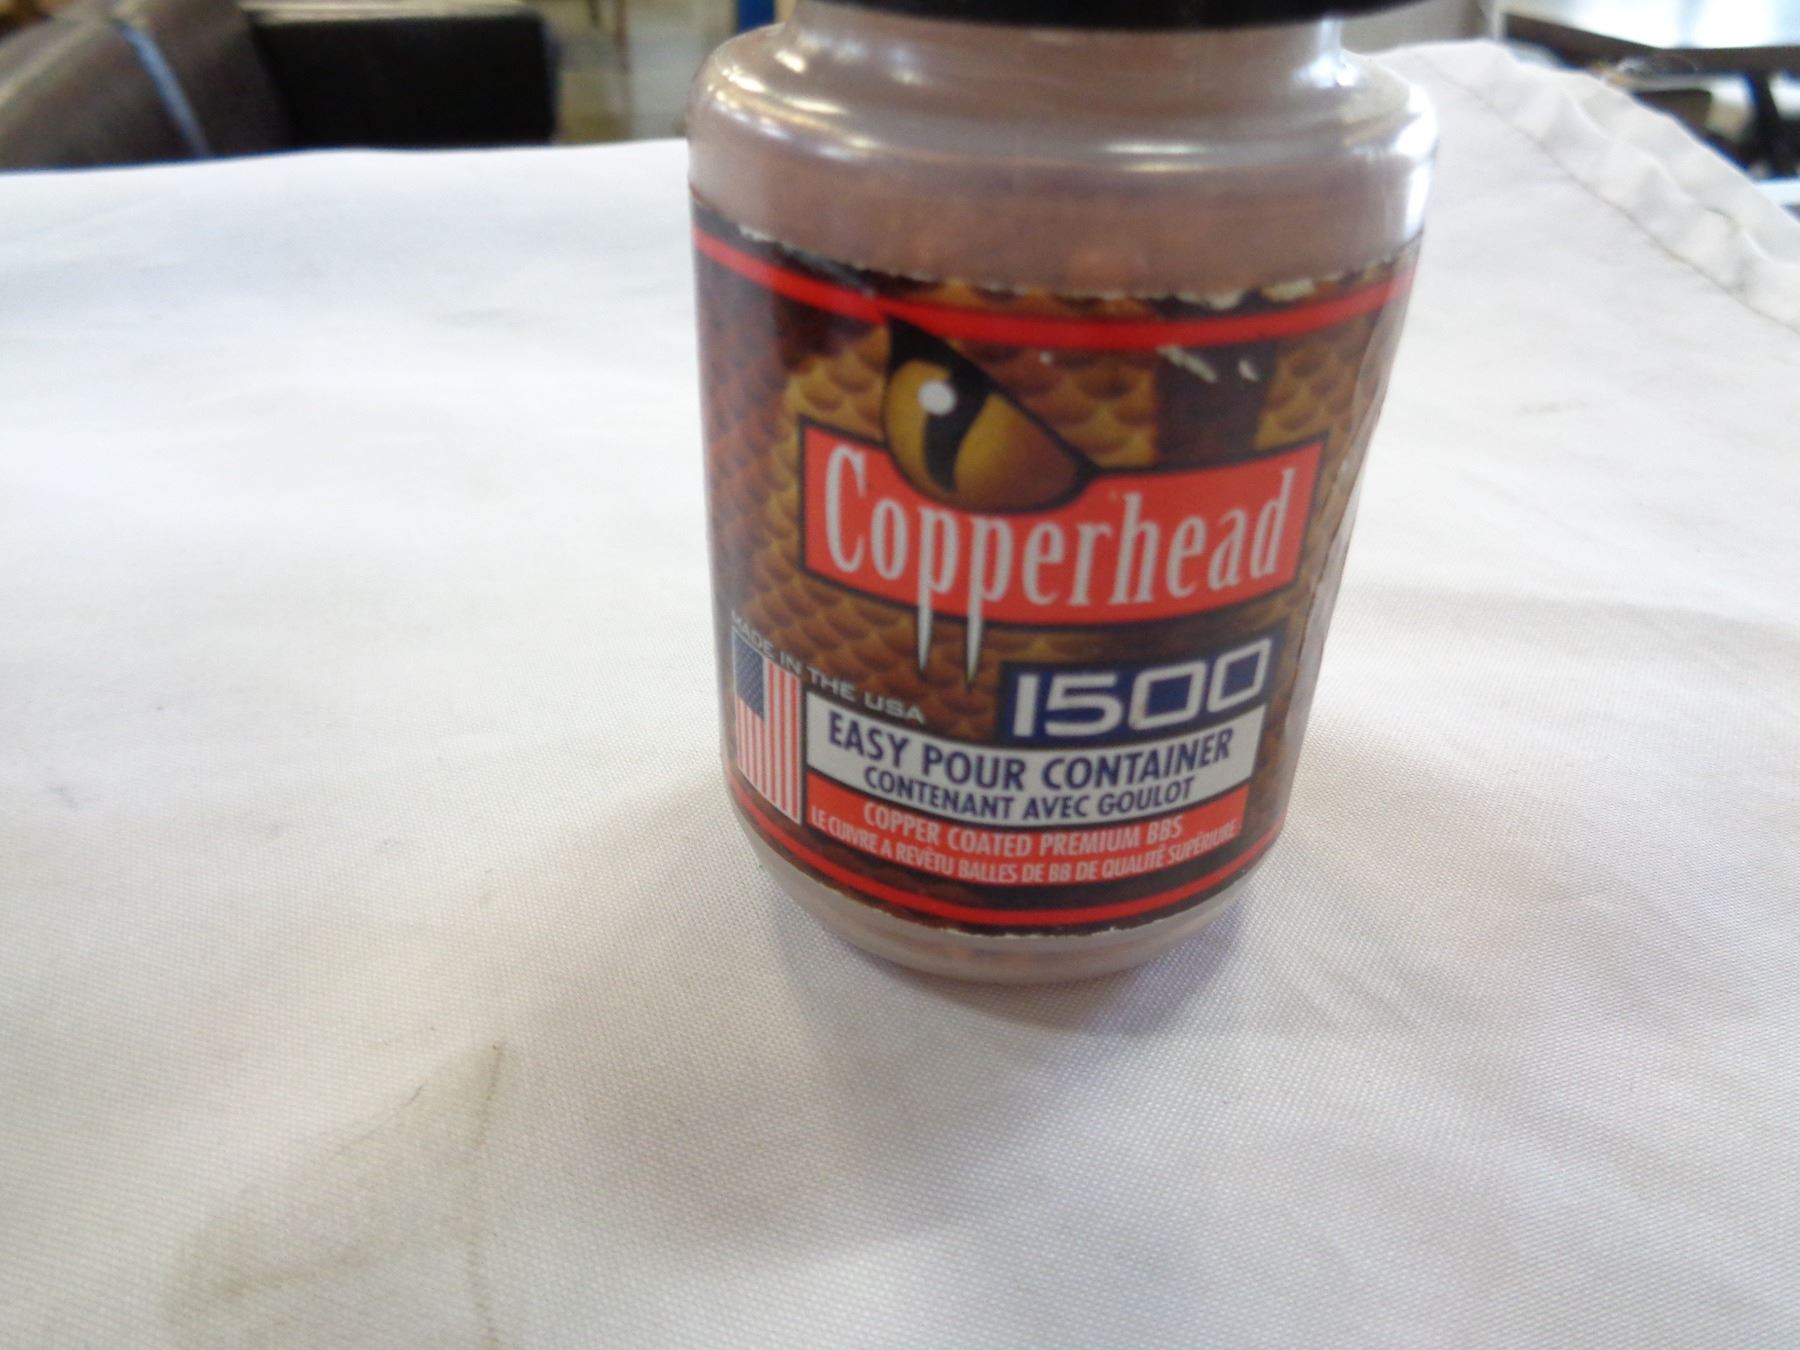 Copperhead
MADE IN THE USA
1500
EASY POUR CONTAINER
CONTENANT AVEC GOULOT
COPPER COATED PREMIUM BBS
LE CUIVRE A REVÊTU BALLES DE BB DE QUALITÉ SUPÉRIURE